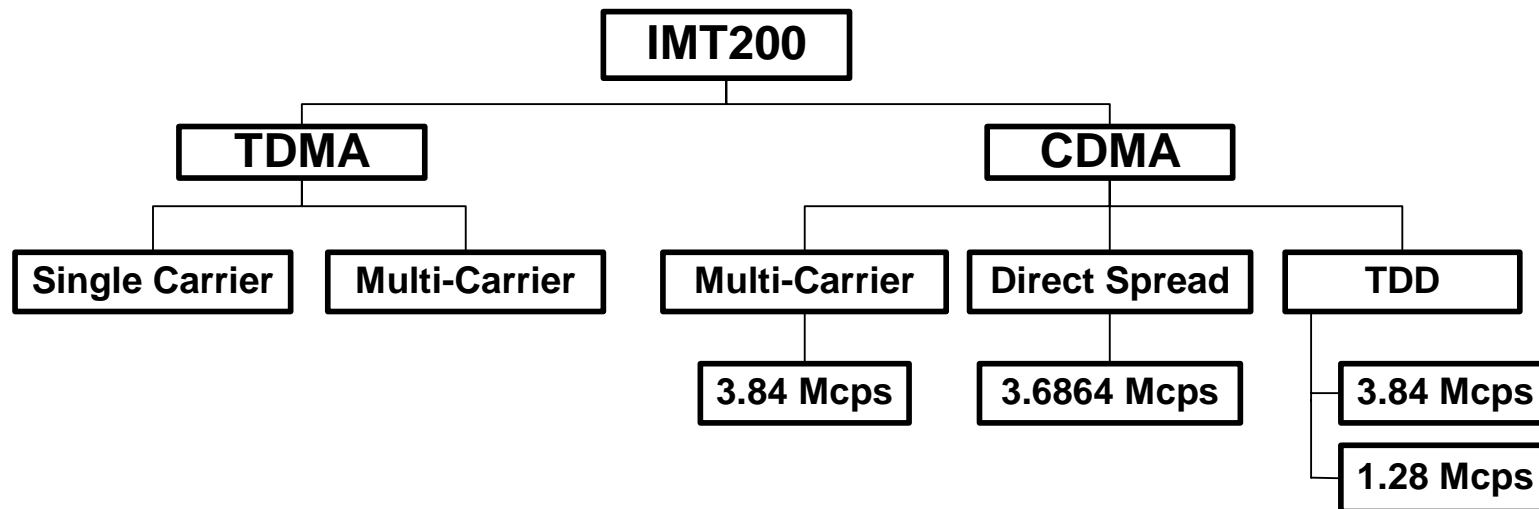 IMT200
TDMA
CDMA
Single Carrier
Multi-Carrier
Multi-Carrier
Direct Spread
TDD
3.84 Mcps
3.6864 Mcps
3.84 Mcps
1.28 Mcps